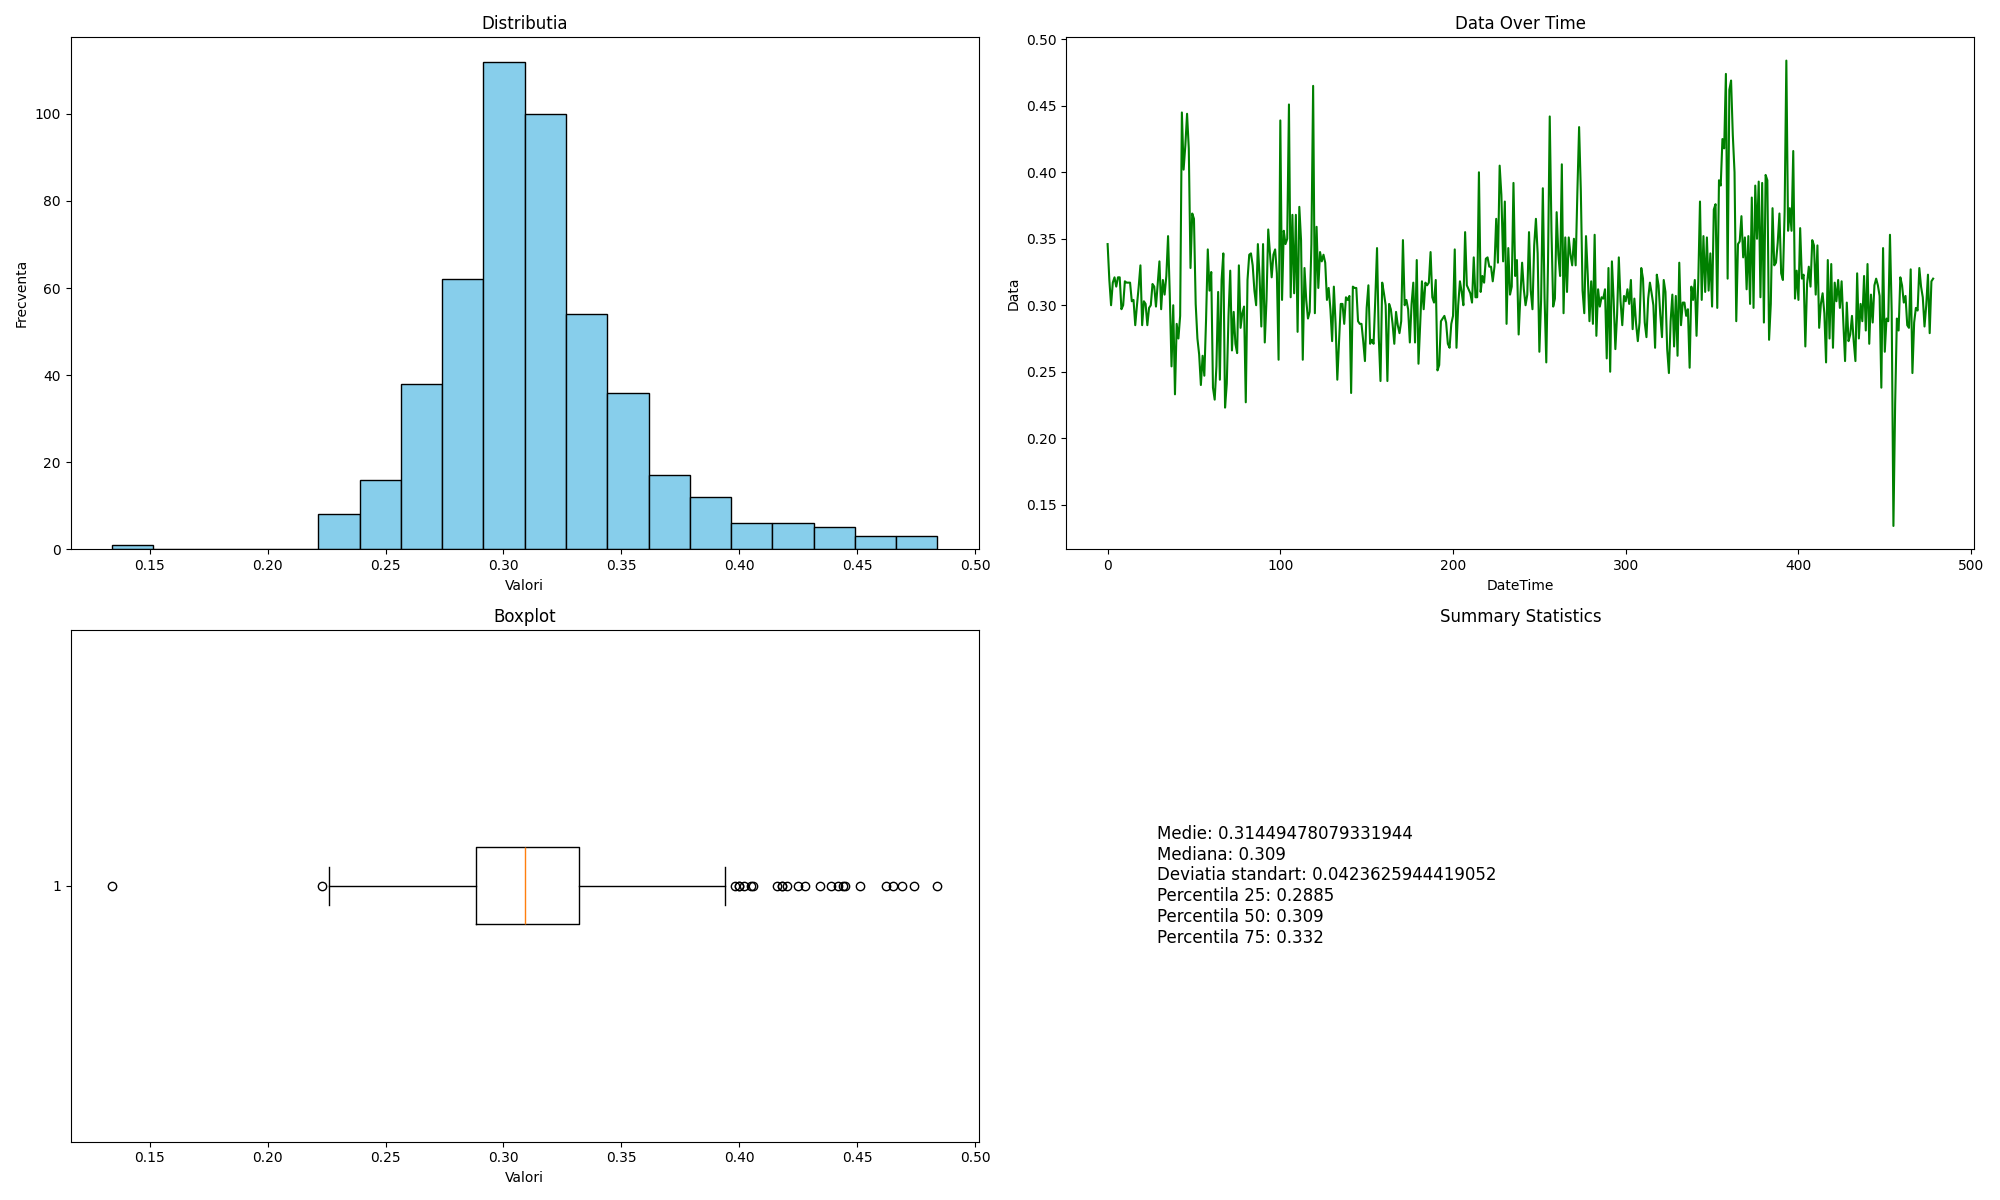 Distributia
Frecventa
100
80
60
40
20
0
0.15 0.20 0.25 0.30 0.35 0.40 0.45 0.50
Valori
Data Over Time
Data
0.50
0.45
0.40
0.35
0.30
0.25
0.20
0.15
0 100 200 300 400 500
DateTime
Boxplot
1
0.15 0.20 0.25 0.30 0.35 0.40 0.45 0.50
Valori
Summary Statistics
Medie: 0.31449478079331944
Mediana: 0.309
Deviatia standart: 0.0423625944419052
Percentila 25: 0.2885
Percentila 50: 0.309
Percentila 75: 0.332